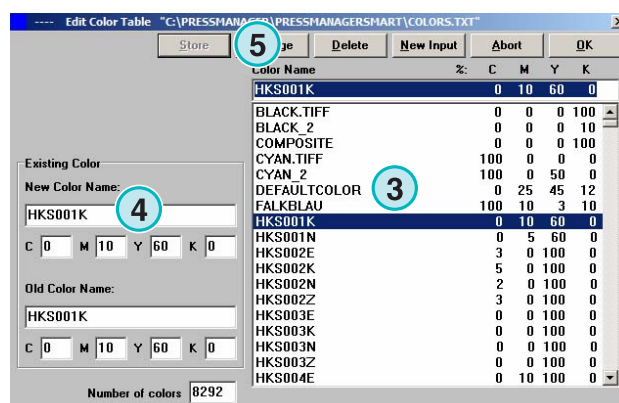 ---- Edit Color Table "C:\PRESSMANAGER\PRESSMANAGERSMART\COLORS.TXT"
Store 5 ge Delete New Input Abort OK
Color Name %: C M Y K
HKS001K 0 10 60 0
BLACK.TIFF 0 0 0 100
BLACK_2 0 0 0 10
COMPOSITE 0 0 0 100
CYAN.TIFF 100 0 0 0
CYAN_2 100 0 50 0
DEFAULTCOLOR 3 0 25 45 12
FALKBLAU 100 10 3 10
HKS001K 0 10 60 0
HKS001N 0 5 60 0
HKS002E 3 0 100 0
HKS002K 5 0 100 0
HKS002N 2 0 100 0
HKS002Z 3 0 100 0
HKS003E 0 0 100 0
HKS003K 0 0 100 0
HKS003N 0 0 100 0
HKS003Z 0 0 100 0
HKS004E 0 10 100 0
Existing Color
New Color Name:
HKS001K 4
C 0 M 10 Y 60 K 0
Old Color Name:
HKS001K
C 0 M 10 Y 60 K 0
Number of colors 8292